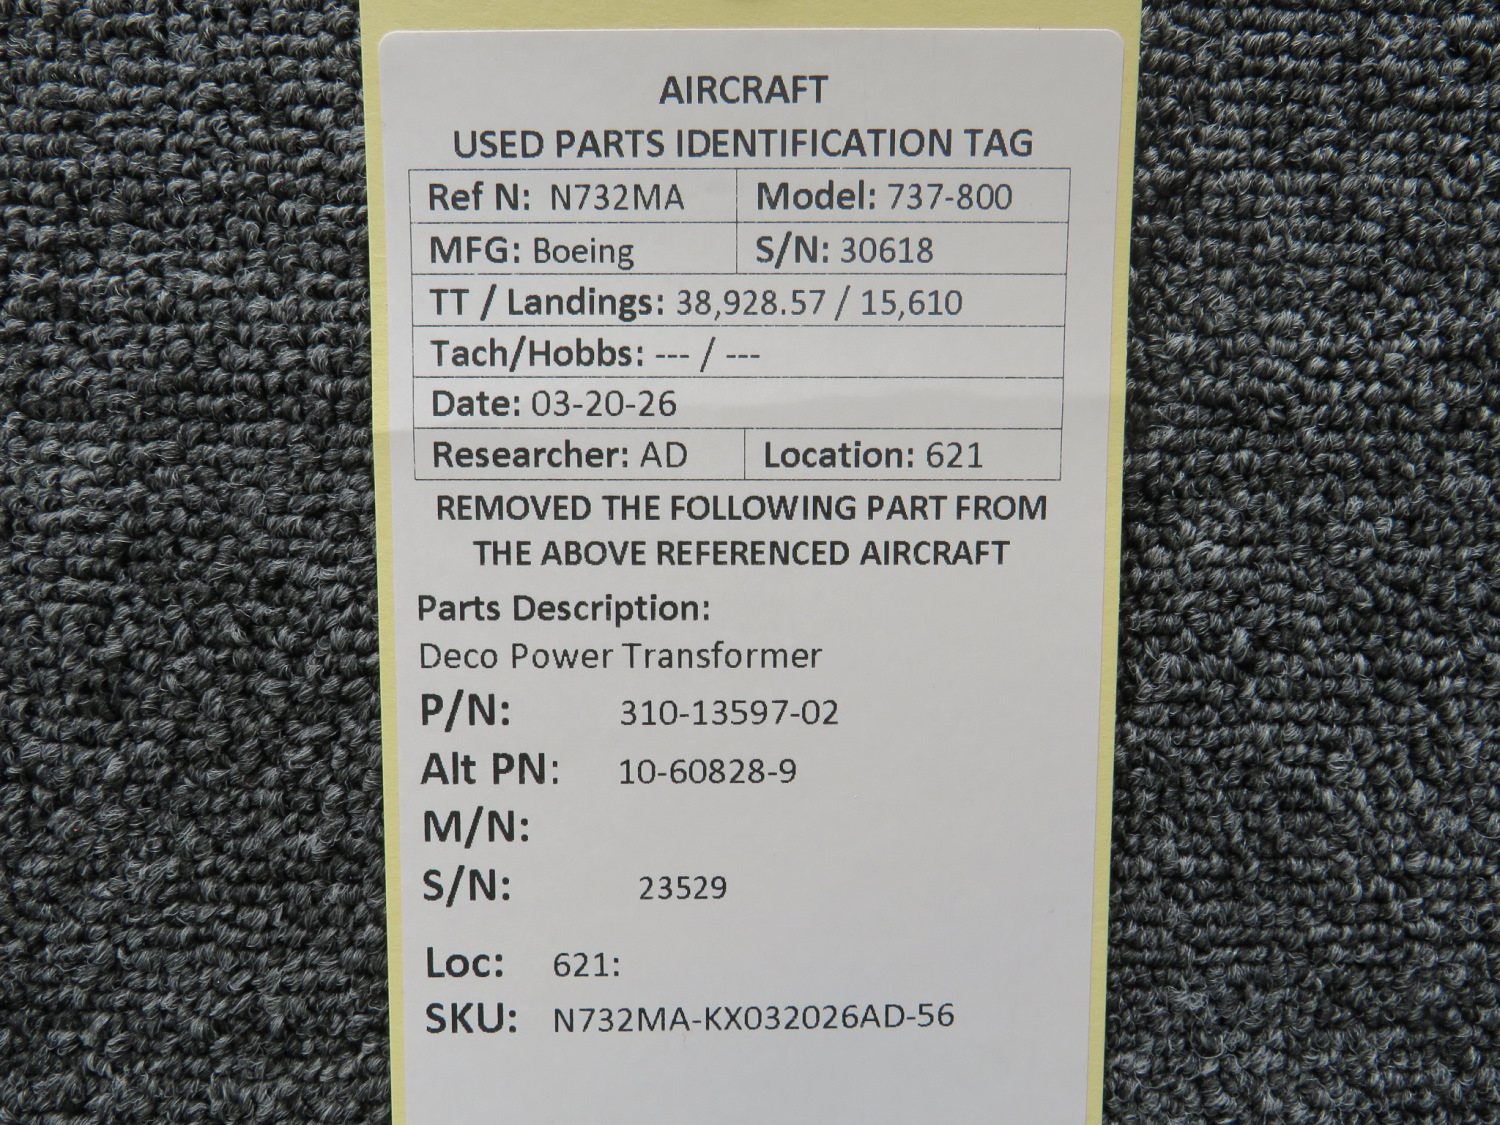 AIRCRAFT
USED PARTS IDENTIFICATION TAG
Ref N: N732MA Model: 737-800
MFG: Boeing S/N: 30618
TT / Landings: 38,928.57 / 15,610
Tach/Hobbs: --- / ---
Date: 03-20-26
Researcher: AD Location: 621
REMOVED THE FOLLOWING PART FROM
THE ABOVE REFERENCED AIRCRAFT
Parts Description:
Deco Power Transformer
P/N: 310-13597-02
Alt PN: 10-60828-9
M/N:
S/N: 23529
Loc: 621:
SKU: N732MA-KX032026AD-56